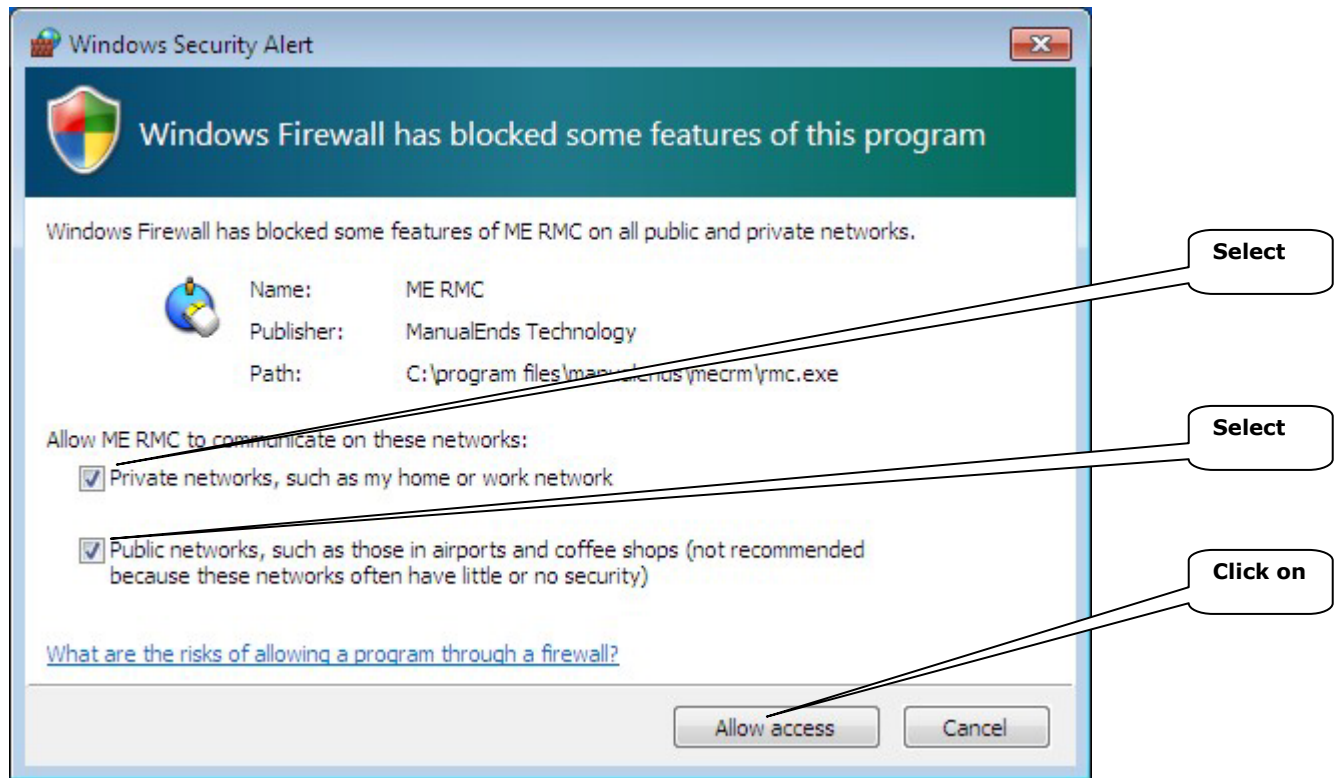 Windows Security Alert
Windows Firewall has blocked some features of this program
Windows Firewall has blocked some features of ME RMC on all public and private networks.
Select
Name: ME RMC
Publisher: ManualEnds Technology
Path: C:\program files\manualends\mecrm\rmc.exe
Allow ME RMC to communicate on these networks:
Select
Private networks, such as my home or work network
Public networks, such as those in airports and coffee shops (not recommended
because these networks often have little or no security)
Click on
What are the risks of allowing a program through a firewall?
Allow access Cancel